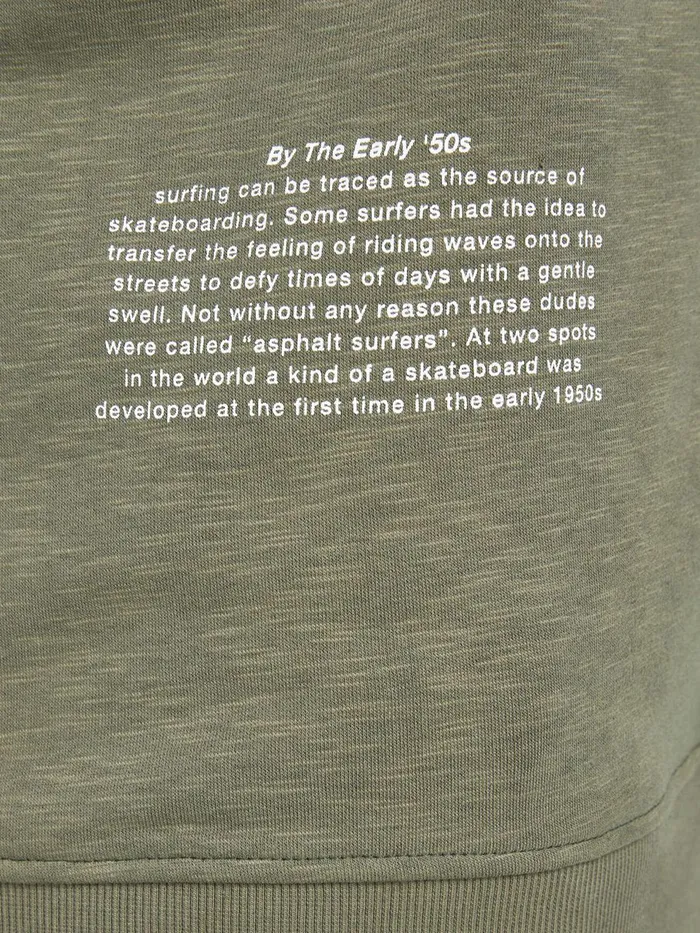 By The Early '50s
surfing can be traced as the source of
skateboarding. Some surfers had the idea to
transfer the feeling of riding waves onto the
streets to defy times of days with a gentle
swell. Not without any reason these dudes
were called “asphalt surfers”. At two spots
in the world a kind of a skateboard was
developed at the first time in the early 1950s